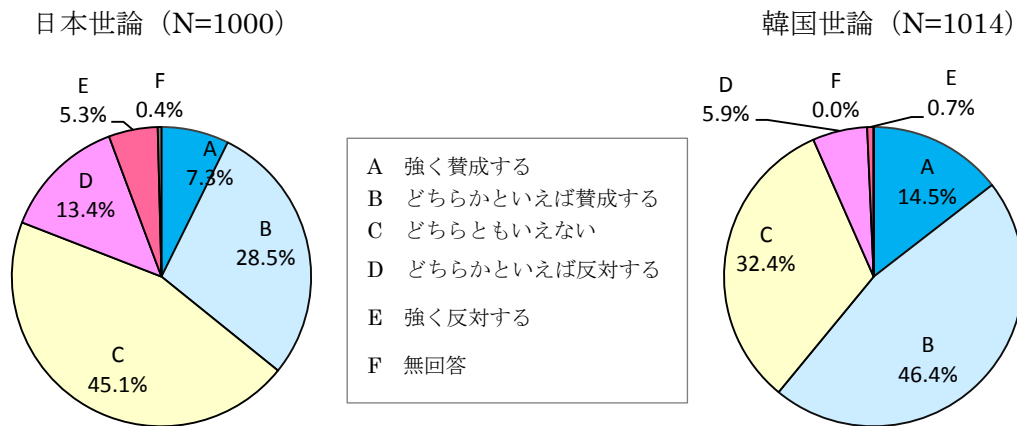 日本世論（N=1000）
韓国世論（N=1014）
E
5.3%
F
0.4%
A
7.3%
B
28.5%
C
45.1%
D
13.4%
A 強く賛成する
B どちらかといえば賛成する
C どちらともいえない
D どちらかといえば反対する
E 強く反対する
F 無回答
D
5.9%
F
0.0%
E
0.7%
A
14.5%
B
46.4%
C
32.4%